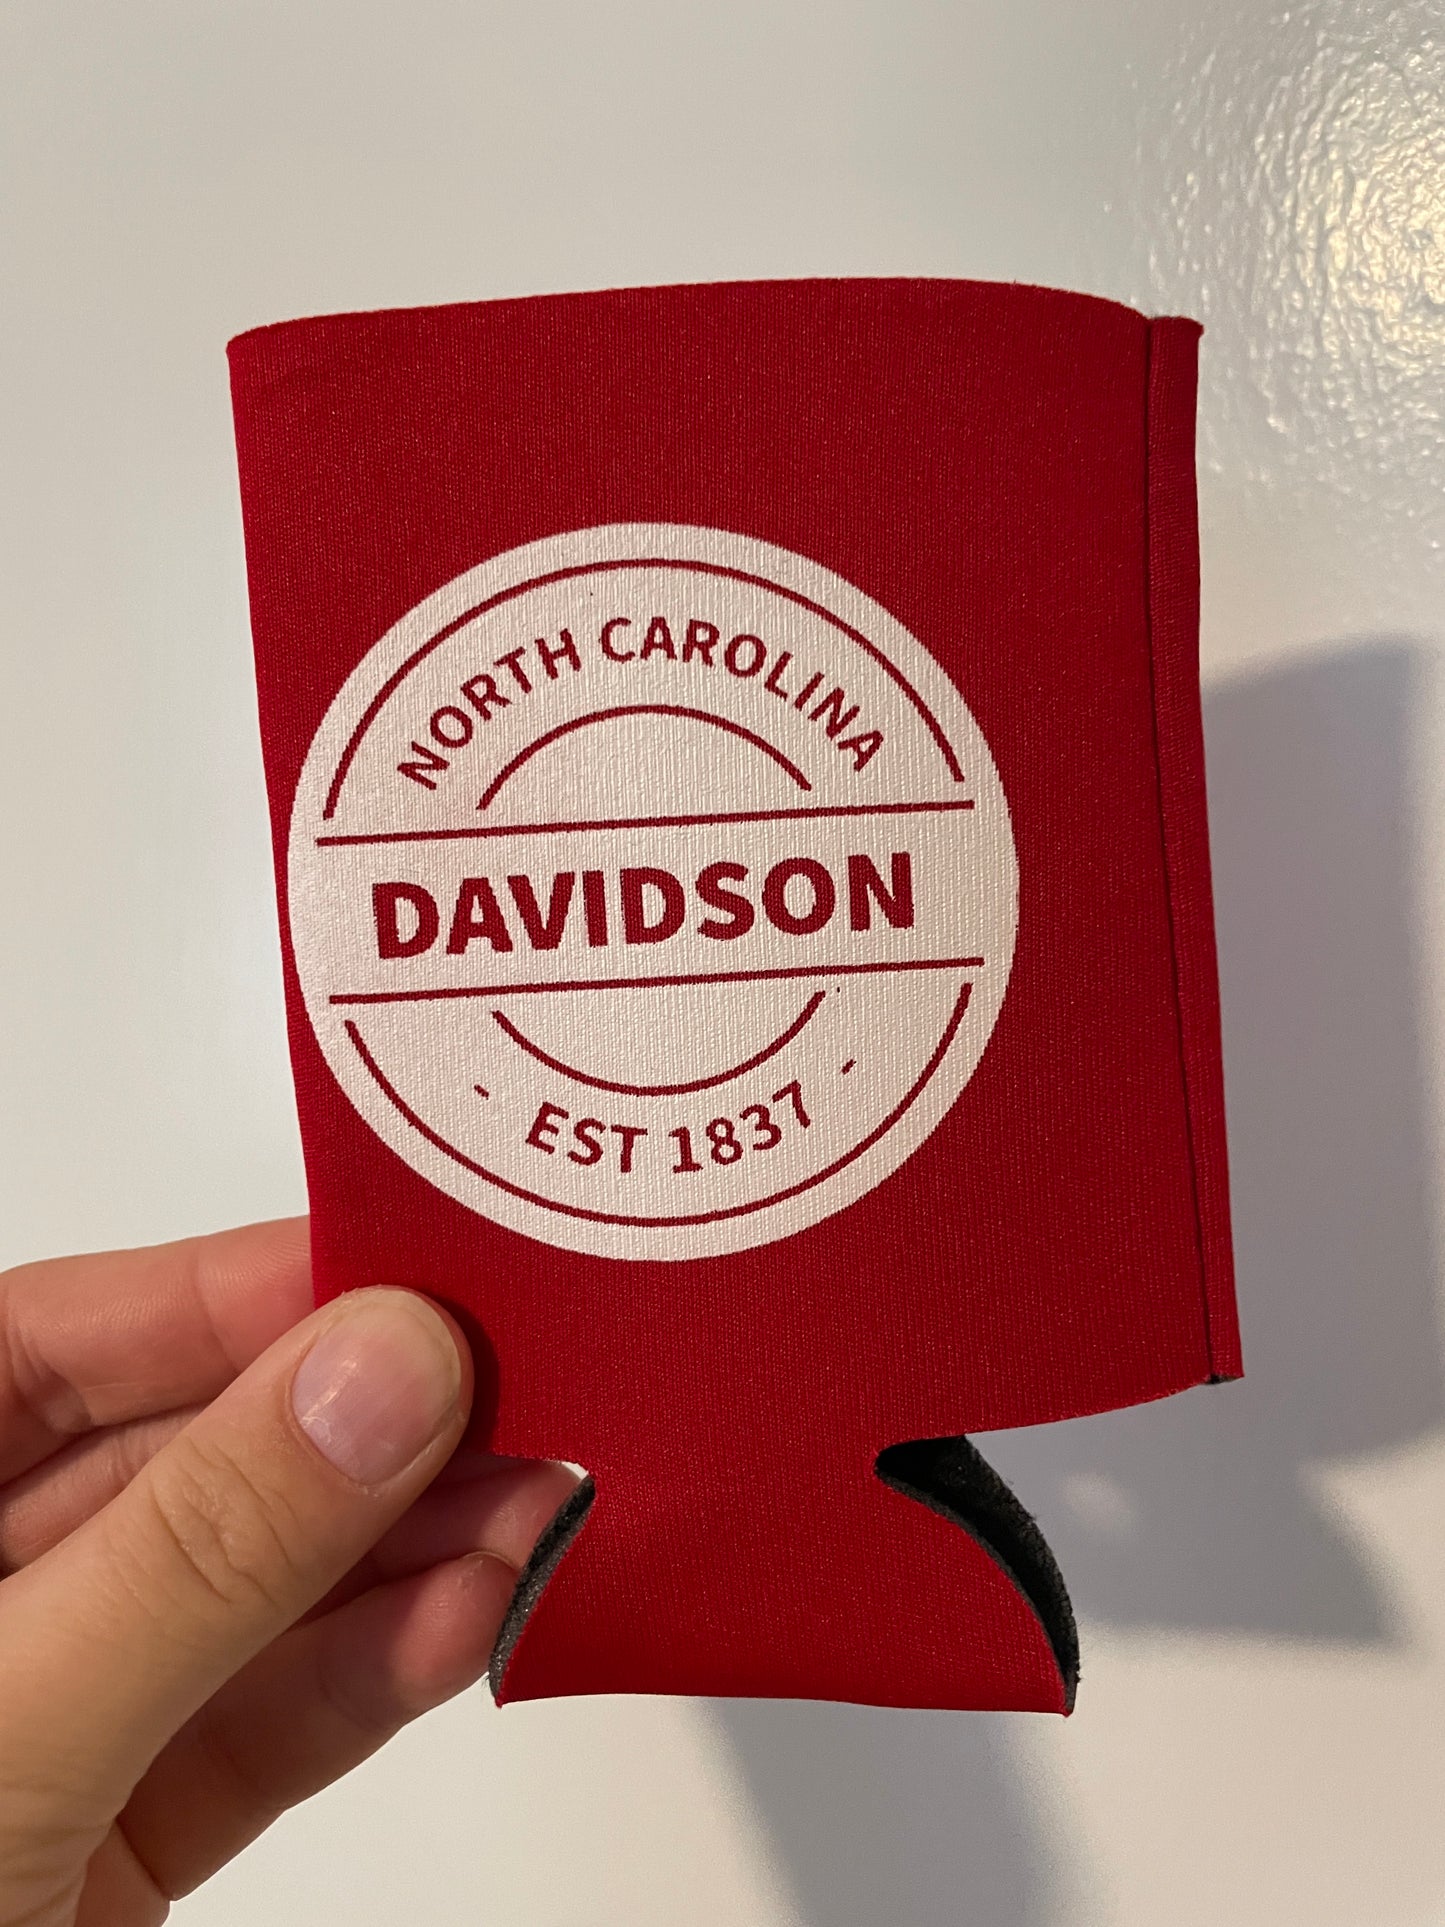 NORTH CAROLINA
DAVIDSON
- EST 1837 -